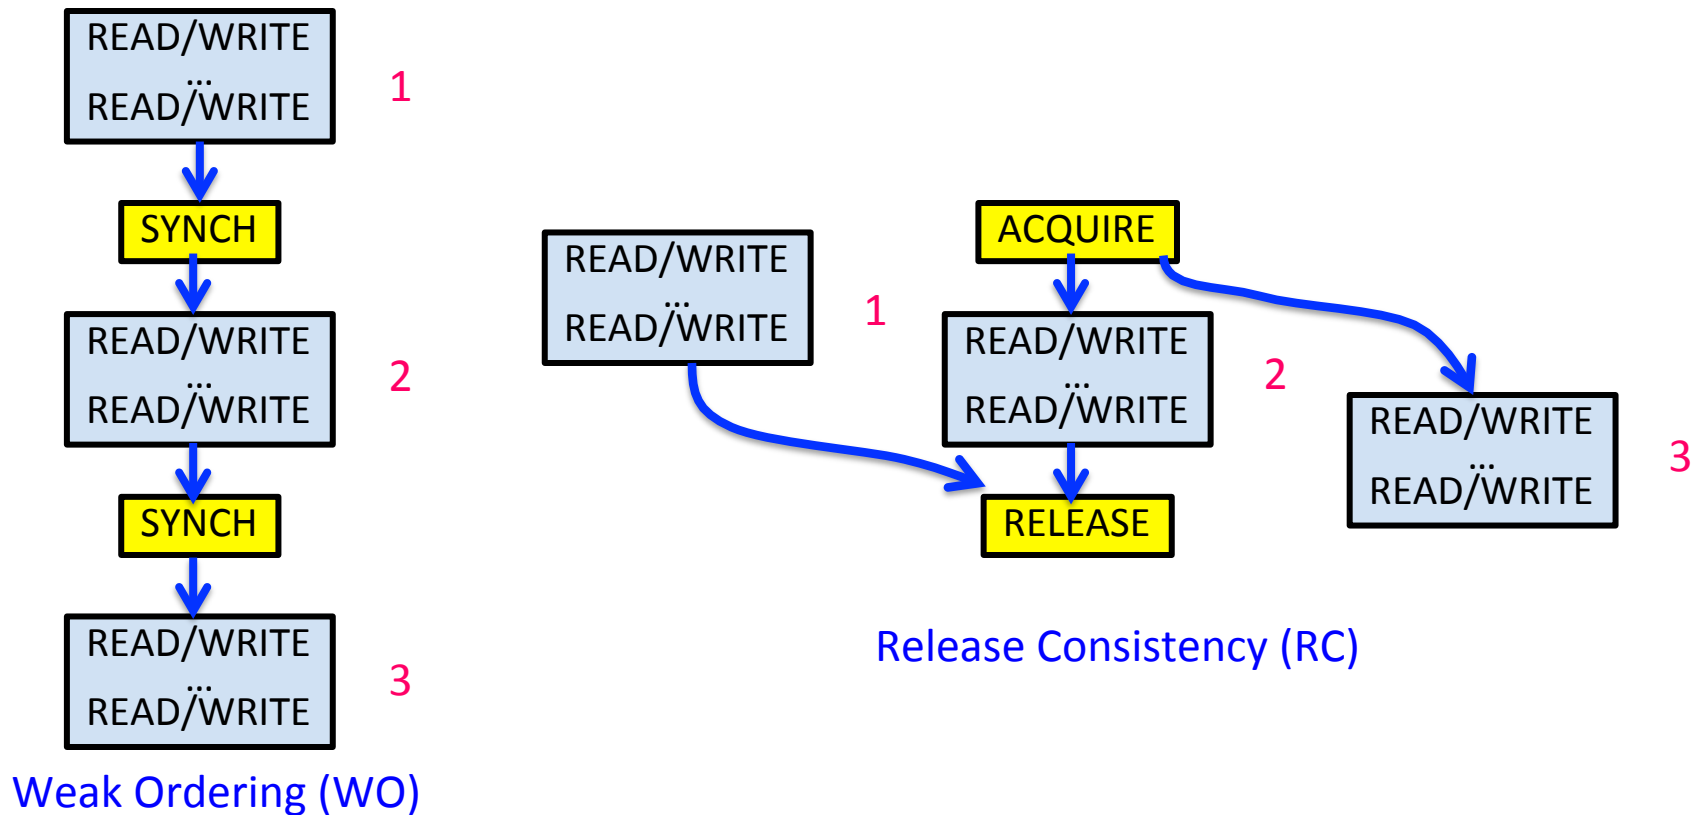 READ/WRITE
...
READ/WRITE
1
SYNCH
READ/WRITE
...
READ/WRITE
2
SYNCH
READ/WRITE
...
READ/WRITE
3
Weak Ordering (WO)
READ/WRITE
...
READ/WRITE
1
ACQUIRE
READ/WRITE
...
READ/WRITE
2
RELEASE
READ/WRITE
...
READ/WRITE
3
Release Consistency (RC)